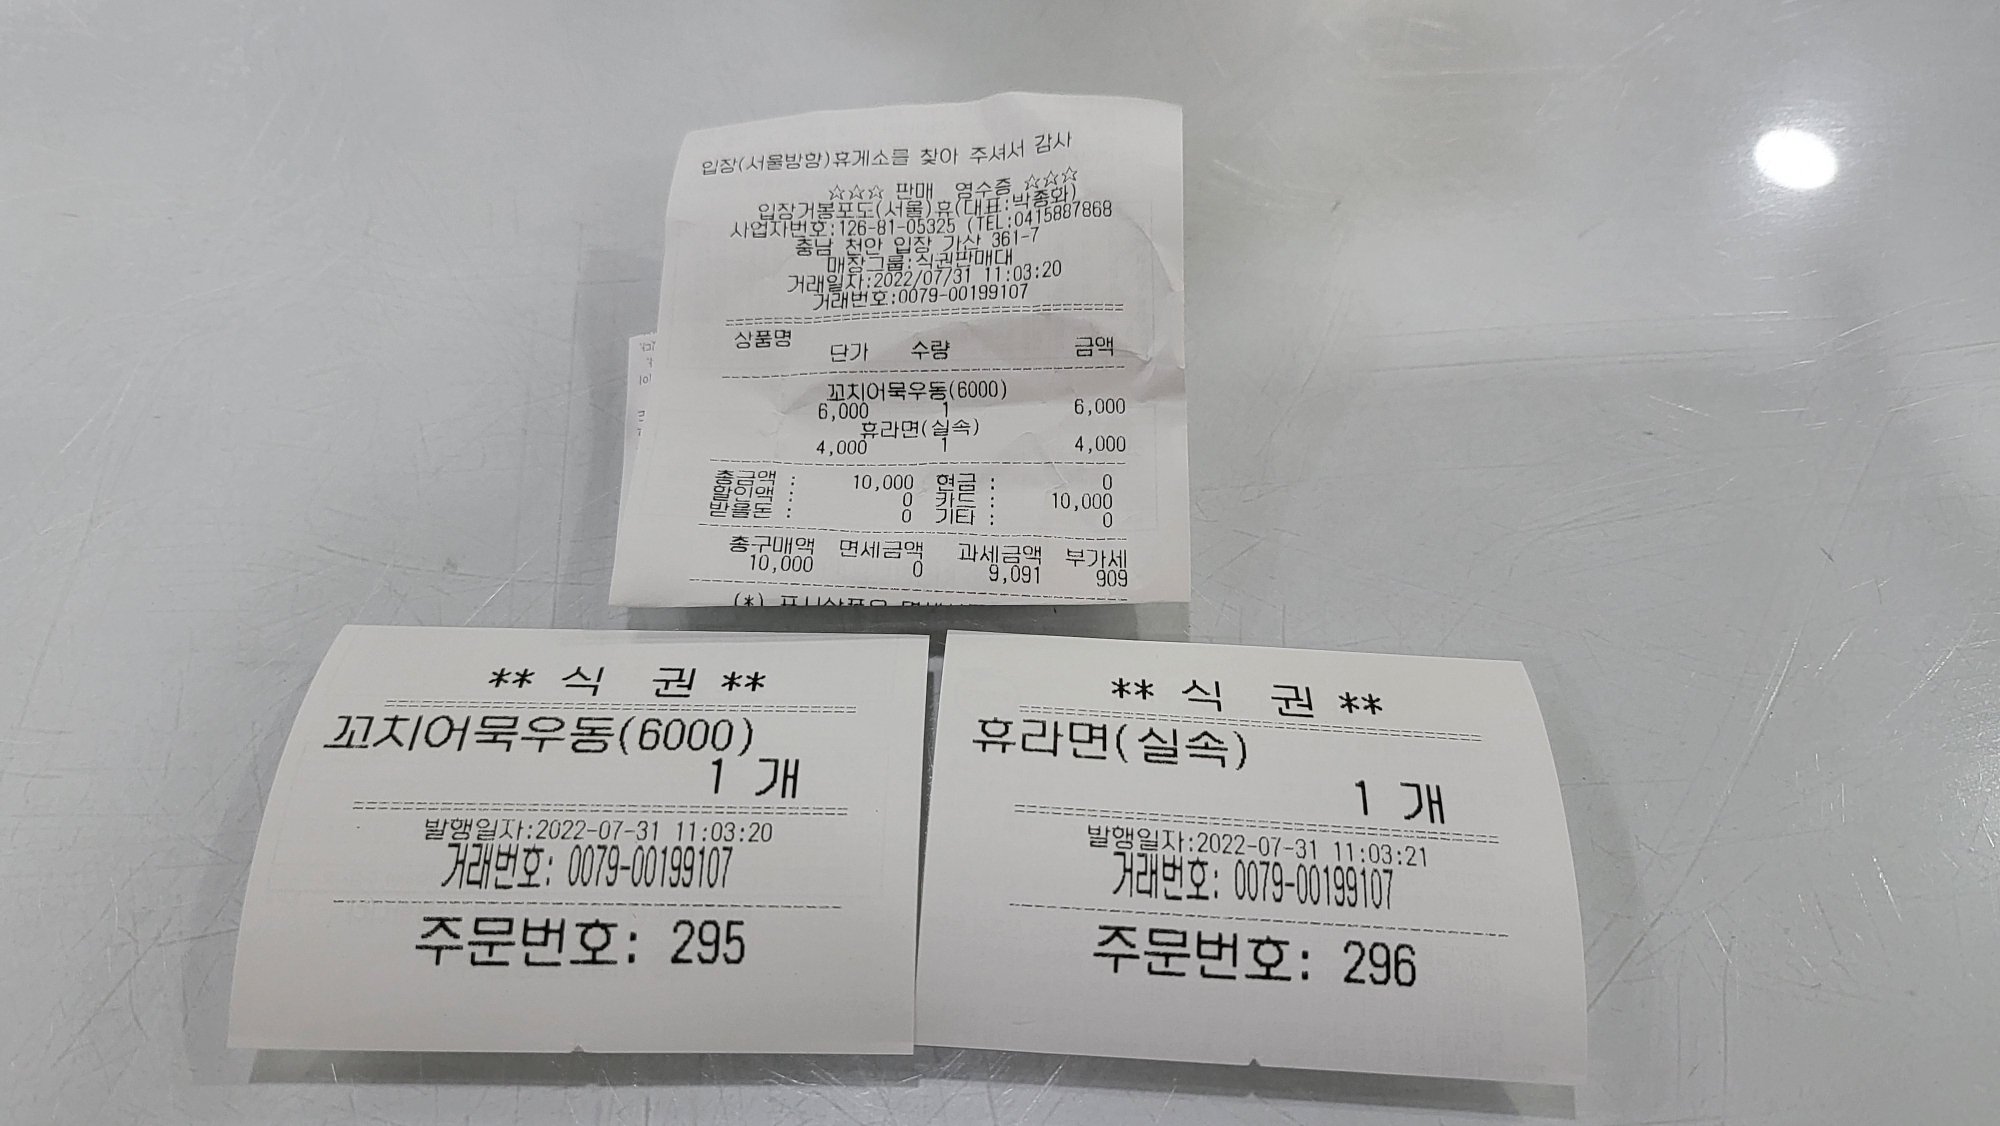 입장(서울방향)휴게소를 찾아 주셔서 감사
☆☆☆ 판매 영수증 ☆☆☆
입장거봉포도(서울)휴(대표:박종화)
사업자번호:126-81-05325 (TEL:0415887868
충남 천안 입장 가산 361-7
매장그룹:식권판매대
거래일자:2022/07/31 11:03:20
거래번호:0079-00199107
상품명 단가 수량 금액
꼬치어묵우동(6000)
6,000 1 6,000
휴라면(실속)
4,000 1 4,000
총금액 : 10,000 현금 : 0
할인액 : 0 카드 : 10,000
받을돈 : 0 기타 : 0
총구매액 면세금액 과세금액 부가세
10,000 0 9,091 909
(*)
** 식 권 **
꼬치어묵우동(6000)
1 개
발행일자:2022-07-31 11:03:20
거래번호: 0079-00199107
주문번호: 295
** 식 권 **
휴라면(실속)
1 개
발행일자:2022-07-31 11:03:21
거래번호: 0079-00199107
주문번호: 296